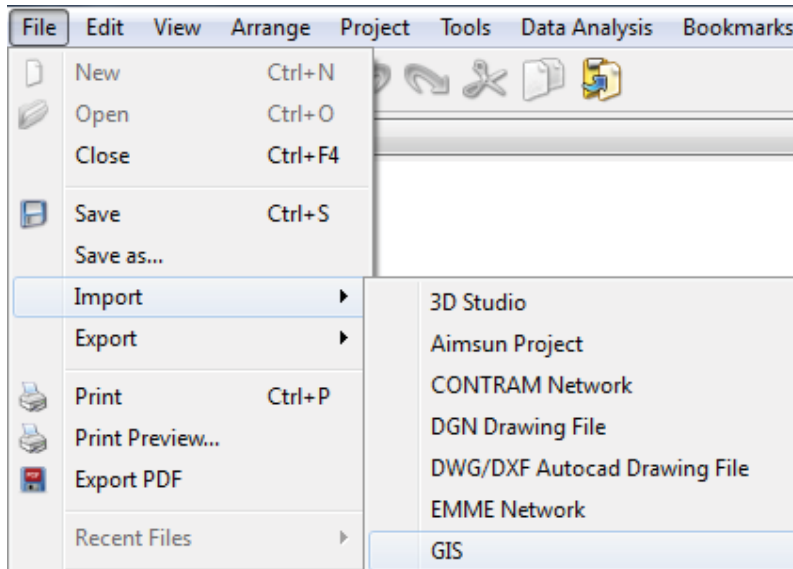 File Edit View Arrange Project Tools Data Analysis Bookmarks
New Ctrl+N
Open Ctrl+O
Close Ctrl+F4
Save Ctrl+S
Save as...
Import
Export
Print Ctrl+P
Print Preview...
Export PDF
Recent Files
3D Studio
Aimsun Project
CONTRAM Network
DGN Drawing File
DWG/DXF Autocad Drawing File
EMME Network
GIS